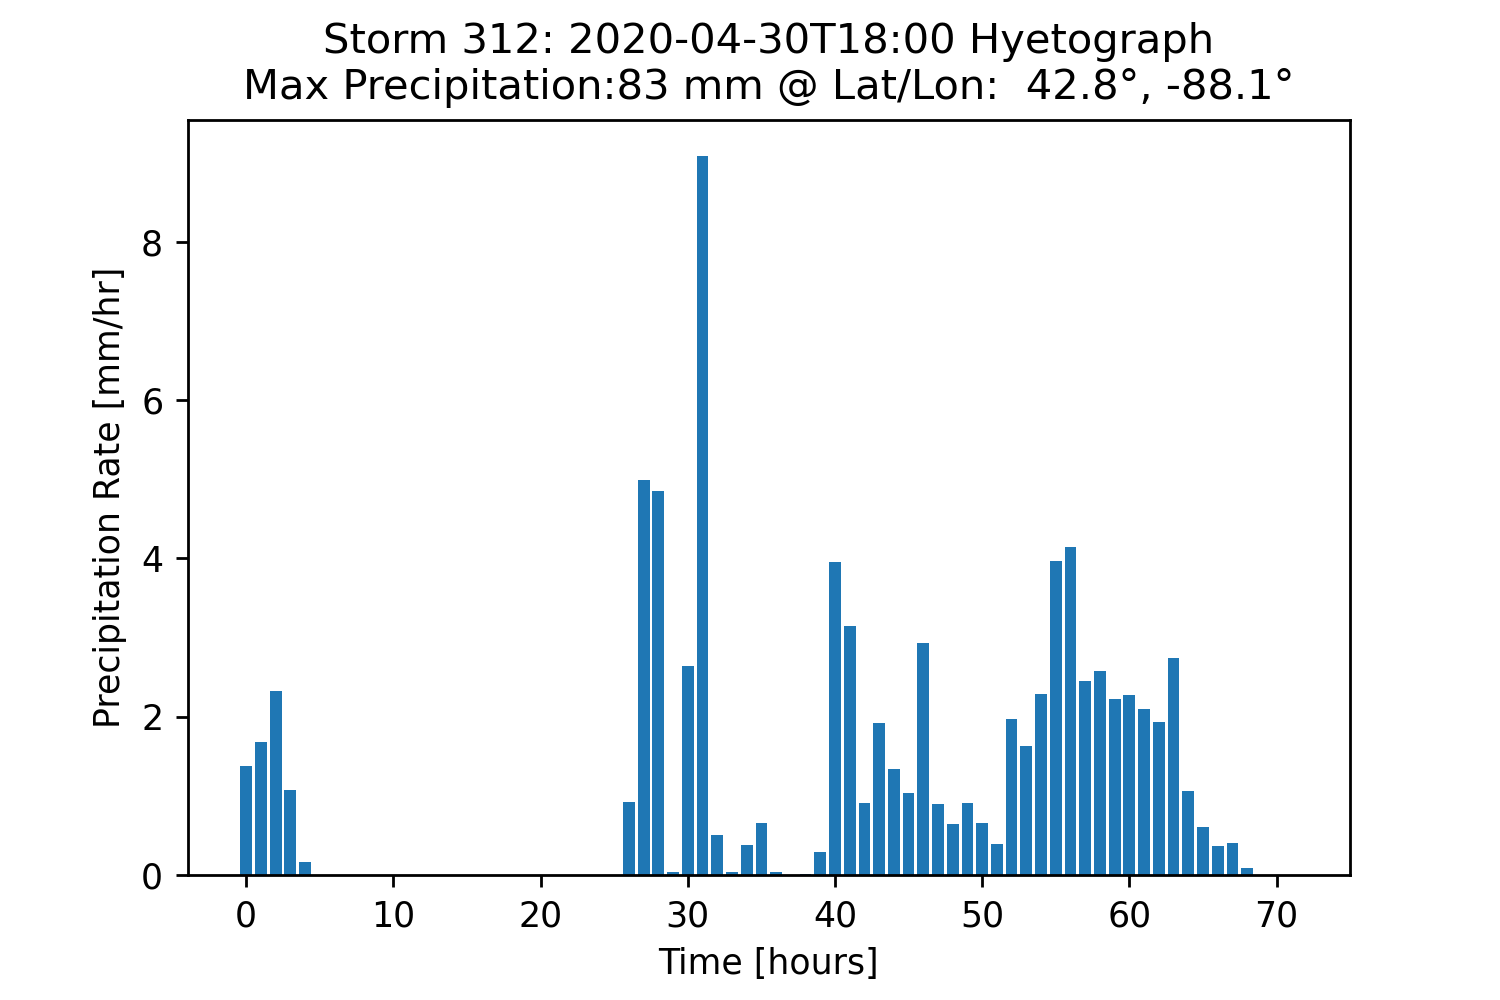 Storm 312: 2020-04-30T18:00 Hyetograph
Max Precipitation:83 mm @ Lat/Lon:  42.8°, -88.1°
Precipitation Rate [mm/hr]
8
6
4
2
0
0 10 20 30 40 50 60 70
Time [hours]